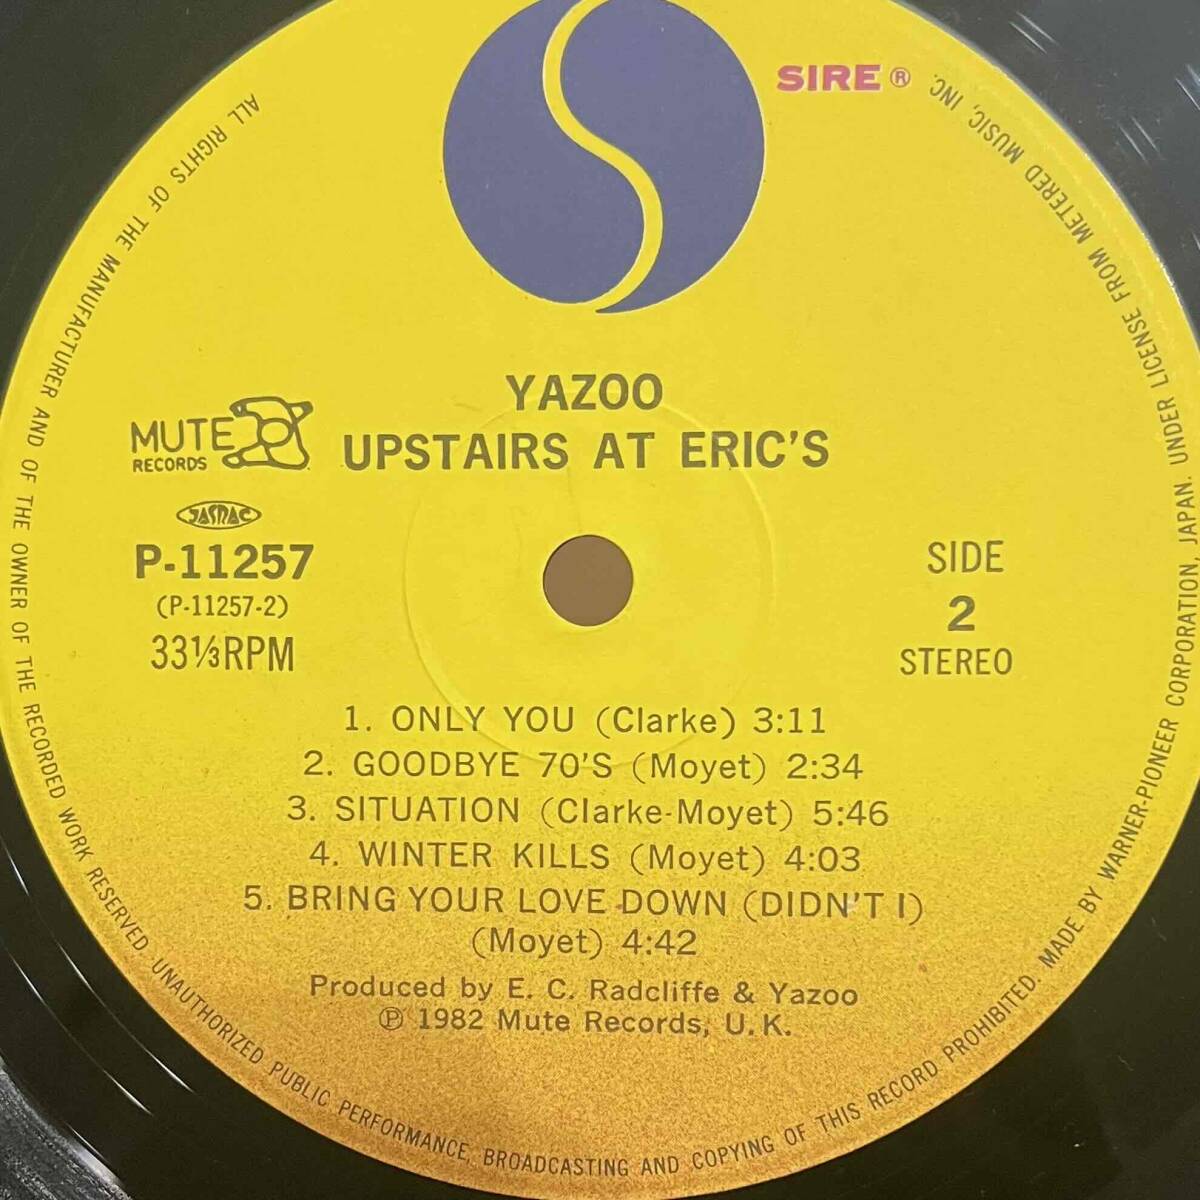 SIRE®
YAZOO
UPSTAIRS AT ERIC'S
MUTE
RECORDS
JASRAC
P-11257
(P-11257-2)
33⅓RPM
SIDE
2
STEREO
1. ONLY YOU (Clarke) 3:11
2. GOODBYE 70'S (Moyet) 2:34
3. SITUATION (Clarke-Moyet) 5:46
4. WINTER KILLS (Moyet) 4:03
5. BRING YOUR LOVE DOWN (DIDN'T I)
(Moyet) 4:42
Produced by E. C. Radcliffe & Yazoo
℗ 1982 Mute Records, U.K.
ALL RIGHTS OF THE MANUFACTURER AND OF THE OWNER OF THE RECORDED WORK RESERVED. UNAUTHORIZED PUBLIC PERFORMANCE, BROADCASTING AND COPYING OF THIS RECORD PROHIBITED. MADE BY WARNER-PIONEER CORPORATION, JAPAN. UNDER LICENSE FROM METERED MUSIC, INC.